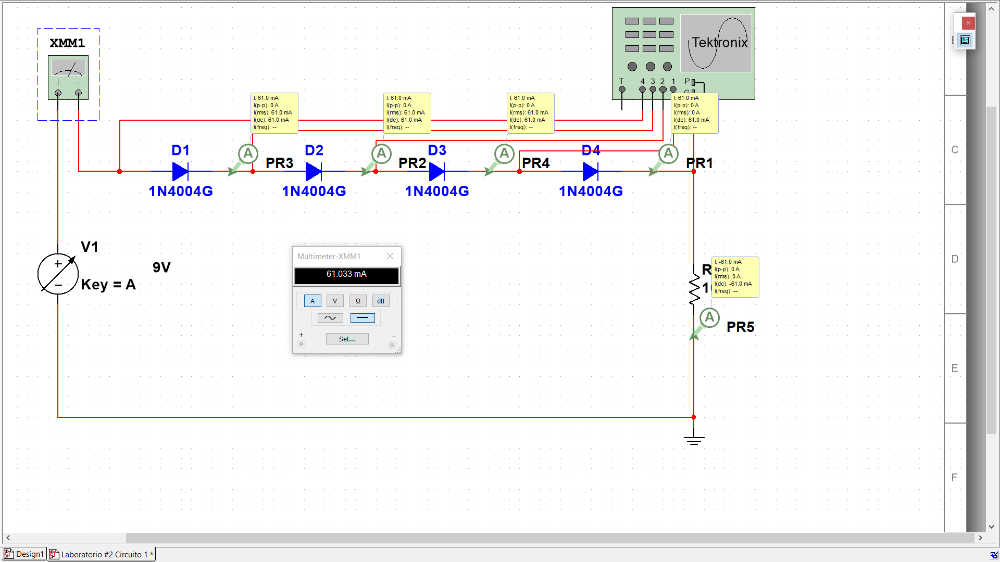 XMM1
+ −
Tektronix
T 4 3 2 1 P
G
I: 61.0 mA
I(p-p): 0 A
I(rms): 61.0 mA
I(dc): 61.0 mA
I(freq): --
I: 61.0 mA
I(p-p): 0 A
I(rms): 61.0 mA
I(dc): 61.0 mA
I(freq): --
I: 61.0 mA
I(p-p): 0 A
I(rms): 61.0 mA
I(dc): 61.0 mA
I(freq): --
I: 61.0 mA
I(p-p): 0 A
I(rms): 0 A
I(dc): 61.0 mA
I(freq): --
D1 A D2 A D3 A D4 A
PR3 PR2 PR4 PR1
1N4004G 1N4004G 1N4004G 1N4004G
C
V1
+
−
9V
Key = A
Multimeter-XMM1
61.033 mA
A V Ω dB
+ −
Set...
D
R
I: -61.0 mA
I(p-p): 0 A
I(rms): 0 A
I(dc): -61.0 mA
I(freq): --
A
PR5
E
F
Design1 Laboratorio #2 Circuito 1 *